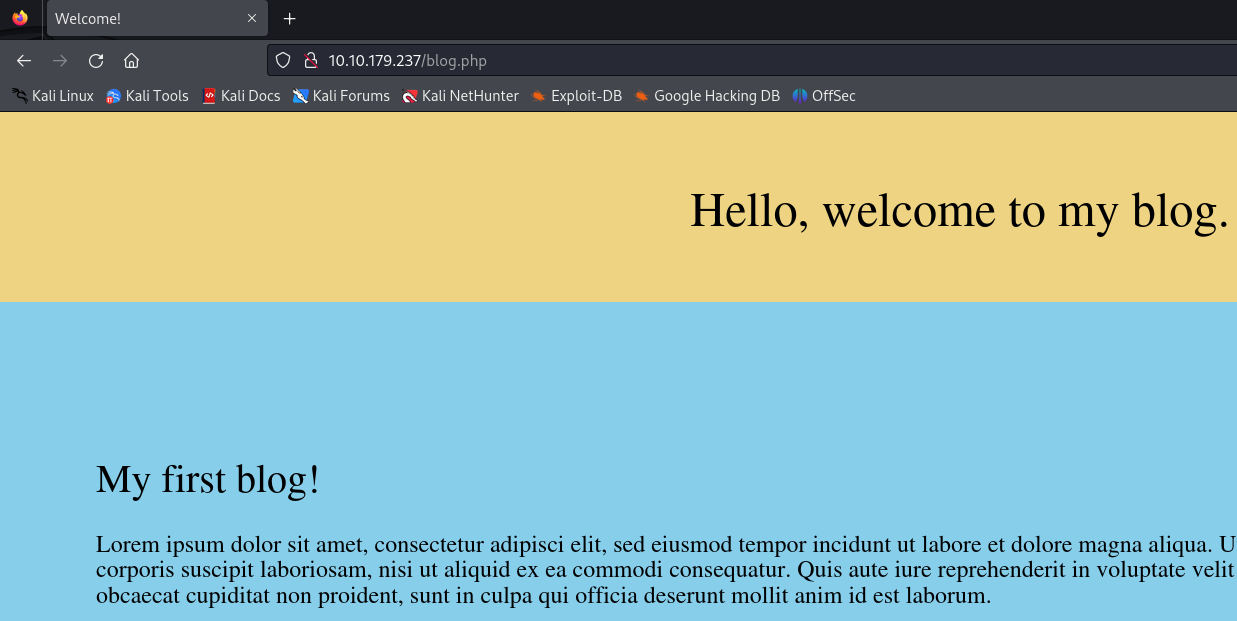 Welcome!
10.10.179.237/blog.php
Kali Linux Kali Tools Kali Docs Kali Forums Kali NetHunter Exploit-DB Google Hacking DB OffSec
Hello, welcome to my blog.
My first blog!
Lorem ipsum dolor sit amet, consectetur adipisci elit, sed eiusmod tempor incidunt ut labore et dolore magna aliqua. U
corporis suscipit laboriosam, nisi ut aliquid ex ea commodi consequatur. Quis aute iure reprehenderit in voluptate velit
obcaecat cupiditat non proident, sunt in culpa qui officia deserunt mollit anim id est laborum.